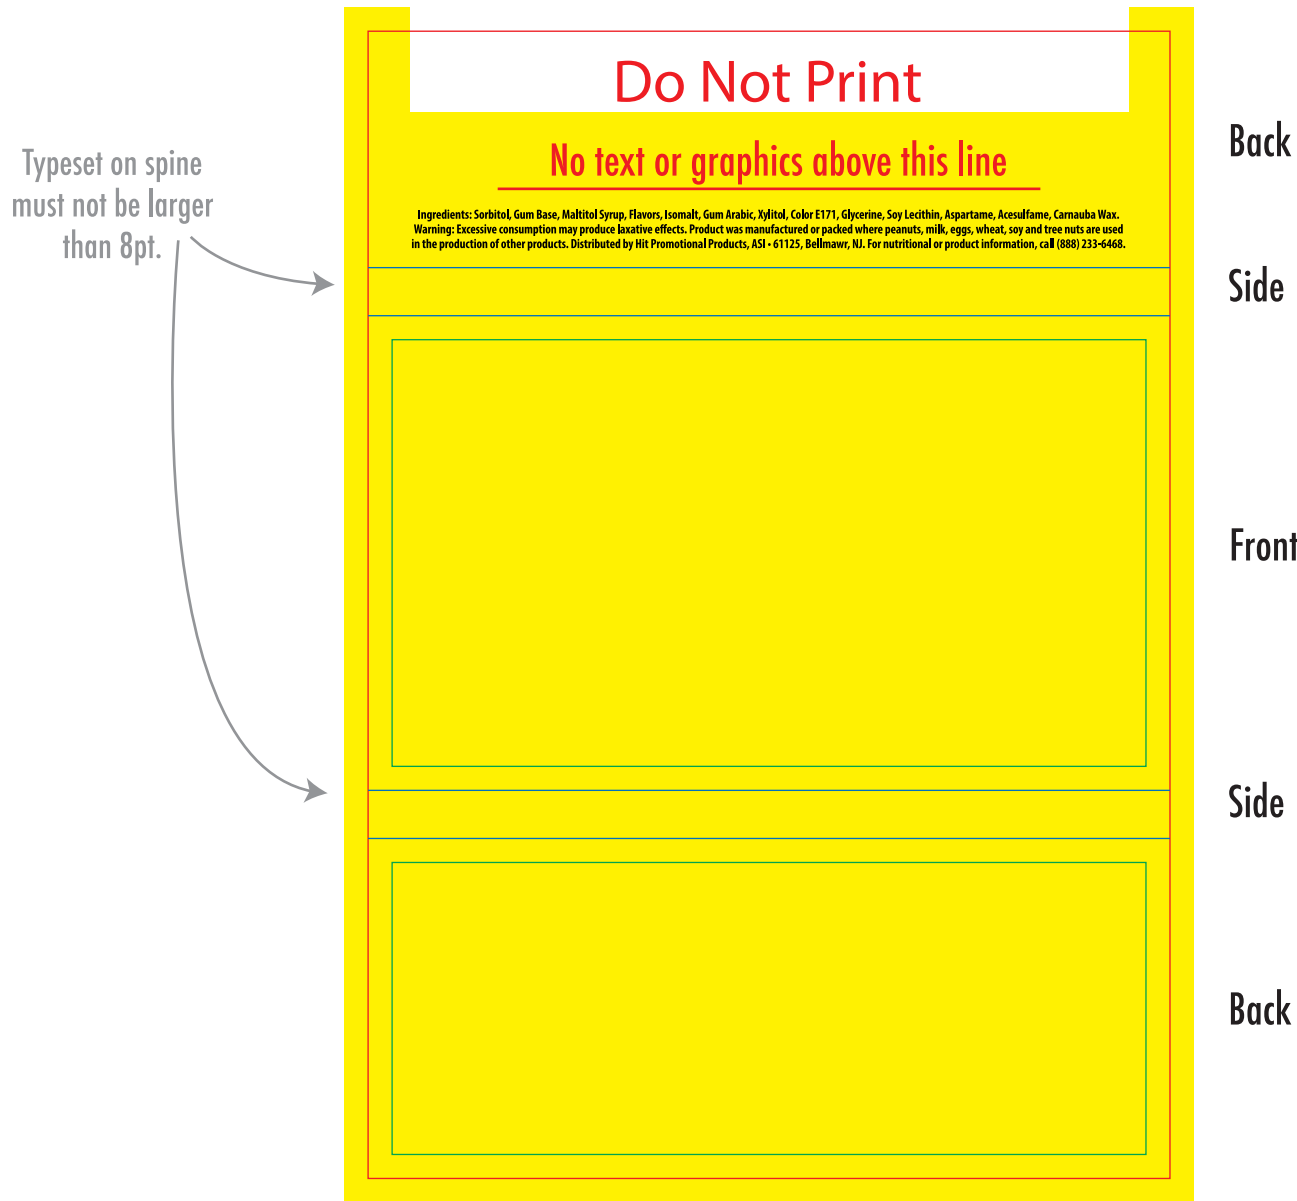 Do Not Print
Back
No text or graphics above this line
Typeset on spine
must not be larger
than 8pt.
Ingredients: Sorbitol, Gum Base, Maltitol Syrup, Flavors, Isomalt, Gum Arabic, Xylitol, Color E171, Glycerine, Soy Lecithin, Aspartame, Acesulfame, Carnauba Wax.
Warning: Excessive consumption may produce laxative effects. Product was manufactured or packed where peanuts, milk, eggs, wheat, soy and tree nuts are used
in the production of other products. Distributed by Hit Promotional Products, ASI • 61125, Bellmawr, NJ. For nutritional or product information, call (888) 233-6468.
Side
Front
Side
Back